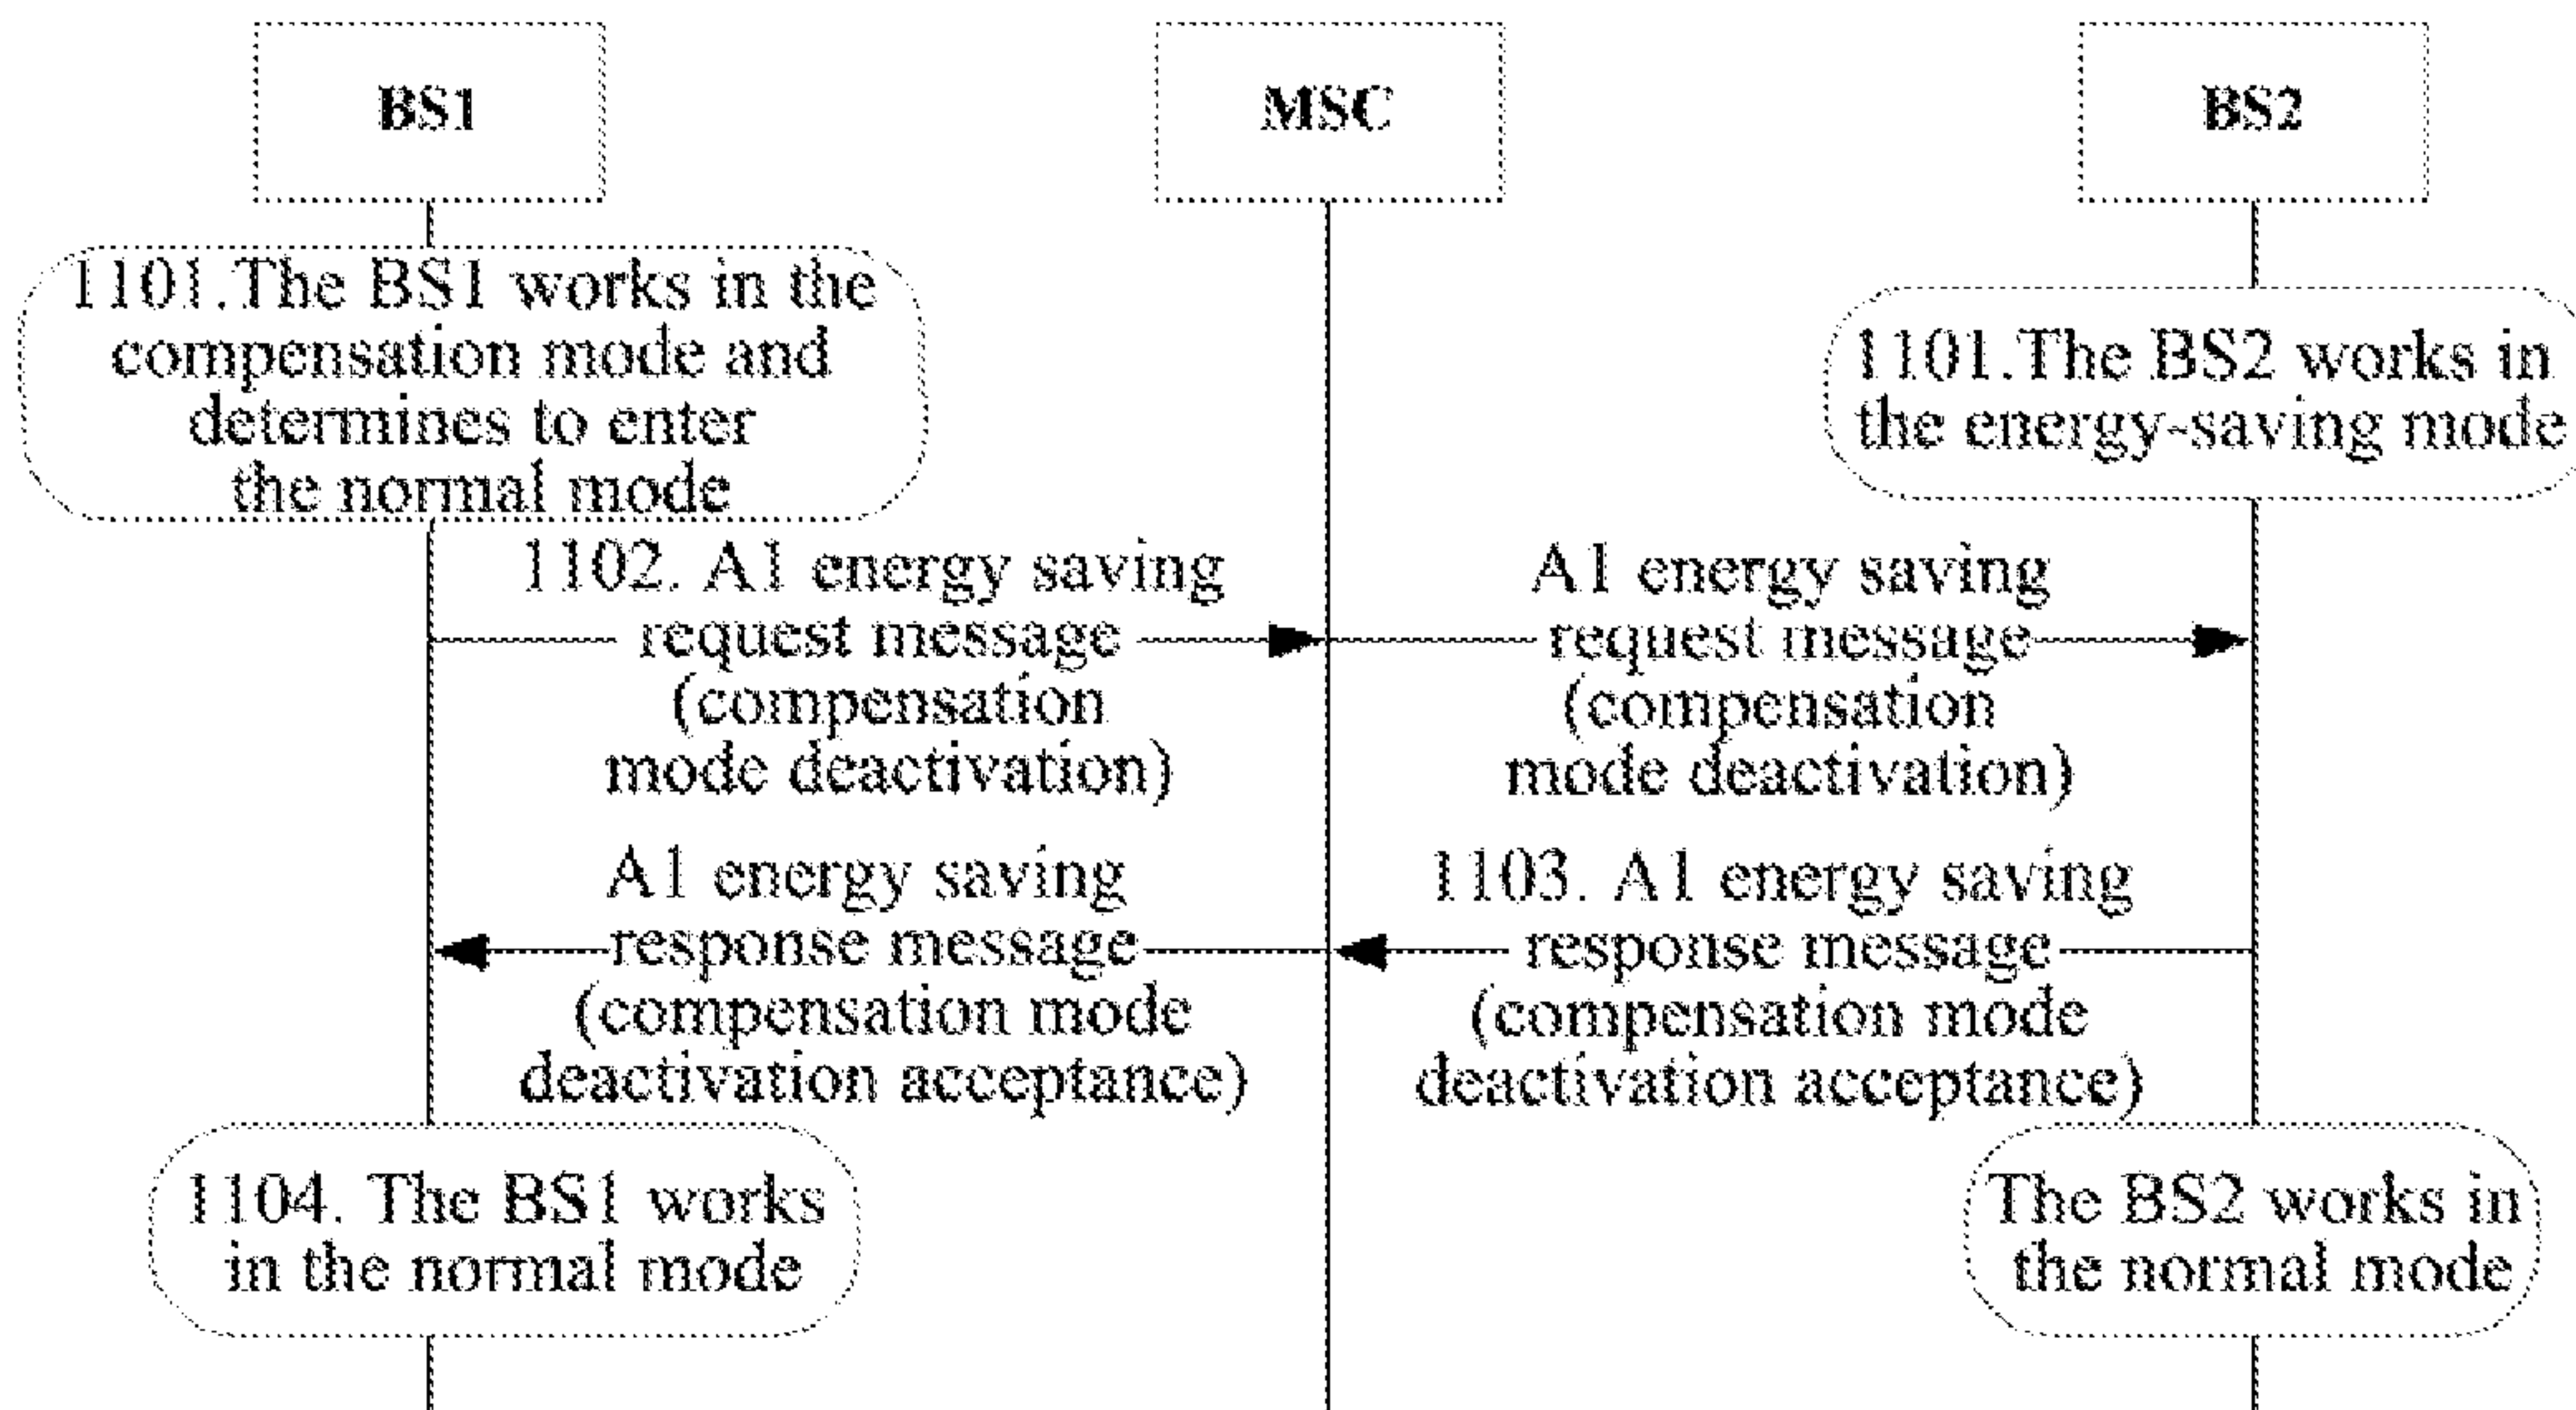 BS1
MSC
BS2
1101.The BS1 works in the
compensation mode and
determines to enter
the normal mode
1101.The BS2 works in
the energy-saving mode
1102. A1 energy saving
request message
(compensation
mode deactivation)
A1 energy saving
request message
(compensation
mode deactivation)
A1 energy saving
response message
(compensation mode
deactivation acceptance)
1103. A1 energy saving
response message
(compensation mode
deactivation acceptance)
1104. The BS1 works
in the normal mode
The BS2 works in
the normal mode